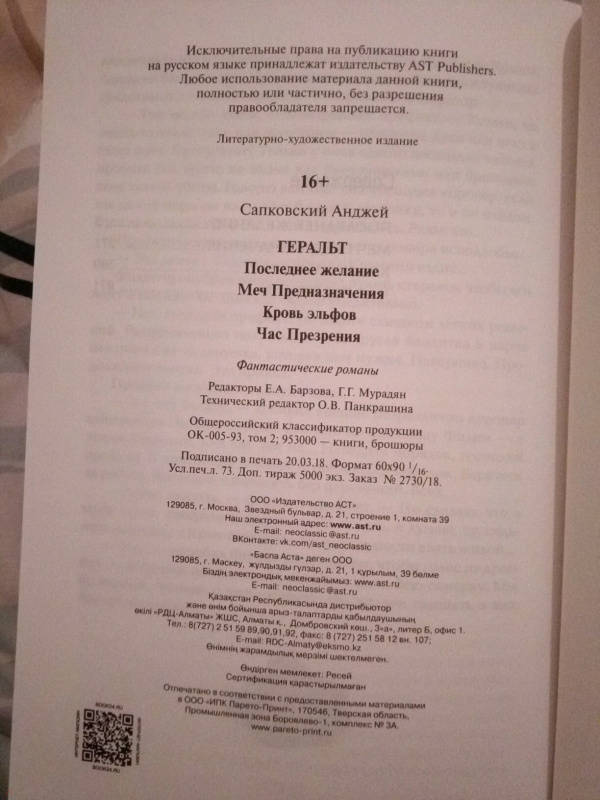 Исключительные права на публикацию книги
на русском языке принадлежат издательству AST Publishers.
Любое использование материала данной книги,
полностью или частично, без разрешения
правообладателя запрещается.
Литературно-художественное издание
16+
Сапковский Анджей
ГЕРАЛЬТ
Последнее желание
Меч Предназначения
Кровь эльфов
Час Презрения
Фантастические романы
Редакторы Е.А. Барзова, Г.Г. Мурадян
Технический редактор О.В. Панкрашина
Общероссийский классификатор продукции
ОК-005-93, том 2; 953000 — книги, брошюры
Подписано в печать 20.03.18. Формат 60х90 1/16.
Усл.печ.л. 73. Доп. тираж 5000 экз. Заказ № 2730/18.
ООО «Издательство АСТ»
129085, г. Москва, Звездный бульвар, д. 21, строение 1, комната 39
Наш электронный адрес: www.ast.ru
E-mail: neoclassic@ast.ru
ВКонтакте: vk.com/ast_neoclassic
«Баспа Аста» деген ООО
129085, г. Мәскеу, жұлдызды гүлзар, д. 21, 1 құрылым, 39 бөлме
Біздің электрондық мекенжайымыз: www.ast.ru
E-mail: neoclassic@ast.ru
Қазақстан Республикасында дистрибьютор
және өнім бойынша арыз-талаптарды қабылдаушының
өкілі «РДЦ-Алматы» ЖШС, Алматы қ., Домбровский көш., 3«а», литер Б, офис 1.
Тел.: 8(727) 2 51 59 89,90,91,92, факс: 8 (727) 251 58 12 вн. 107;
E-mail: RDC-Almaty@eksmo.kz
Өнімнің жарамдылық мерзімі шектелмеген.
Өндірген мемлекет: Ресей
Сертификация қарастырылмаған
Отпечатано в соответствии с предоставленными материалами
в ООО «ИПК Парето-Принт», 170546, Тверская область,
Промышленная зона Боровлево-1, комплекс № 3А.
www.pareto-print.ru
BOOK24.RU
BOOK24.RU